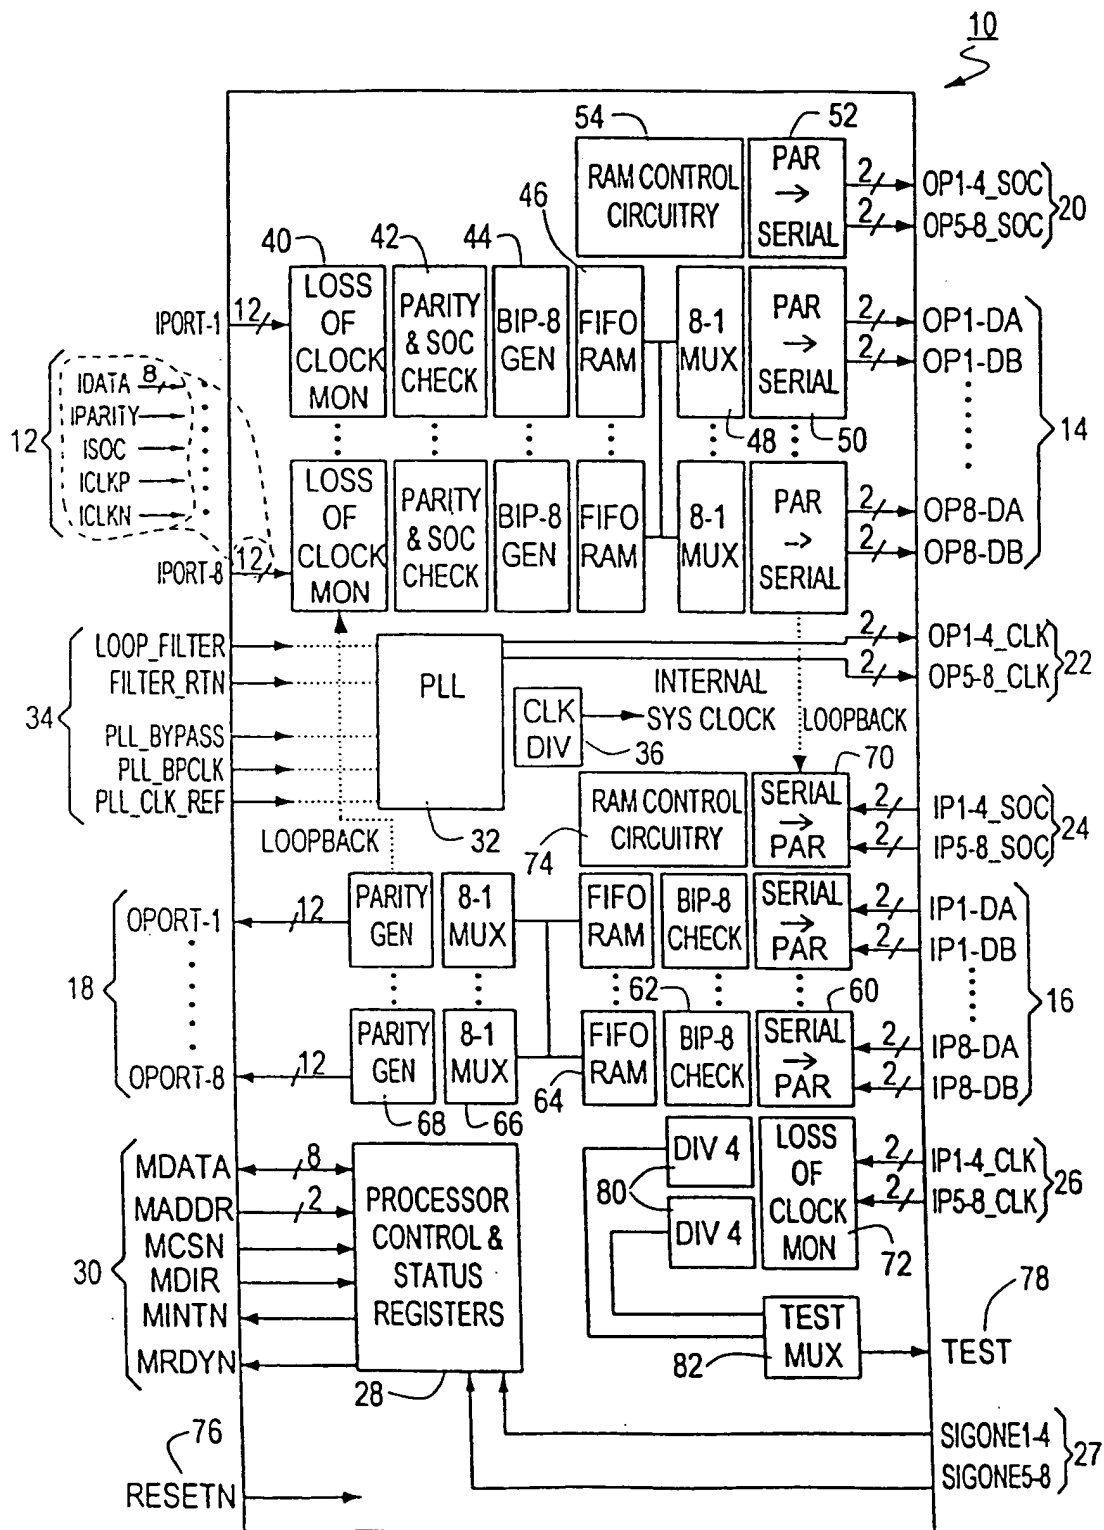 10
54
52
RAM CONTROL
CIRCUITRY
PAR
→
SERIAL
2
OP1-4_SOC
2
OP5-8_SOC
20
40
42
44
46
IPORT-1
12
LOSS
OF
CLOCK
MON
PARITY
& SOC
CHECK
BIP-8
GEN
FIFO
RAM
8-1
MUX
PAR
→
SERIAL
2
OP1-DA
2
OP1-DB
14
48
50
12
IDATA
8
IPARITY
ISOC
ICLKP
ICLKN
IPORT-8
12
LOSS
OF
CLOCK
MON
PARITY
& SOC
CHECK
BIP-8
GEN
FIFO
RAM
8-1
MUX
PAR
-->
SERIAL
2
OP8-DA
2
OP8-DB
34
LOOP_FILTER
FILTER_RTN
PLL_BYPASS
PLL_BPCLK
PLL_CLK_REF
PLL
32
CLK
DIV
36
INTERNAL
SYS CLOCK
LOOPBACK
2
OP1-4_CLK
2
OP5-8_CLK
22
LOOPBACK
70
RAM CONTROL
CIRCUITRY
74
SERIAL
→
PAR
2
IP1-4_SOC
2
IP5-8_SOC
24
68
18
OPORT-1
12
PARITY
GEN
8-1
MUX
FIFO
RAM
BIP-8
CHECK
SERIAL
→
PAR
2
IP1-DA
2
IP1-DB
16
62
60
OPORT-8
12
PARITY
GEN
68
8-1
MUX
66
64
FIFO
RAM
BIP-8
CHECK
SERIAL
→
PAR
2
IP8-DA
2
IP8-DB
30
MDATA
8
MADDR
2
MCSN
MDIR
MINTN
MRDYN
PROCESSOR
CONTROL &
STATUS
REGISTERS
28
DIV 4
80
DIV 4
LOSS
OF
CLOCK
MON
72
2
IP1-4_CLK
2
IP5-8_CLK
26
TEST
MUX
82
78
TEST
76
RESETN
SIGONE1-4
SIGONE5-8
27